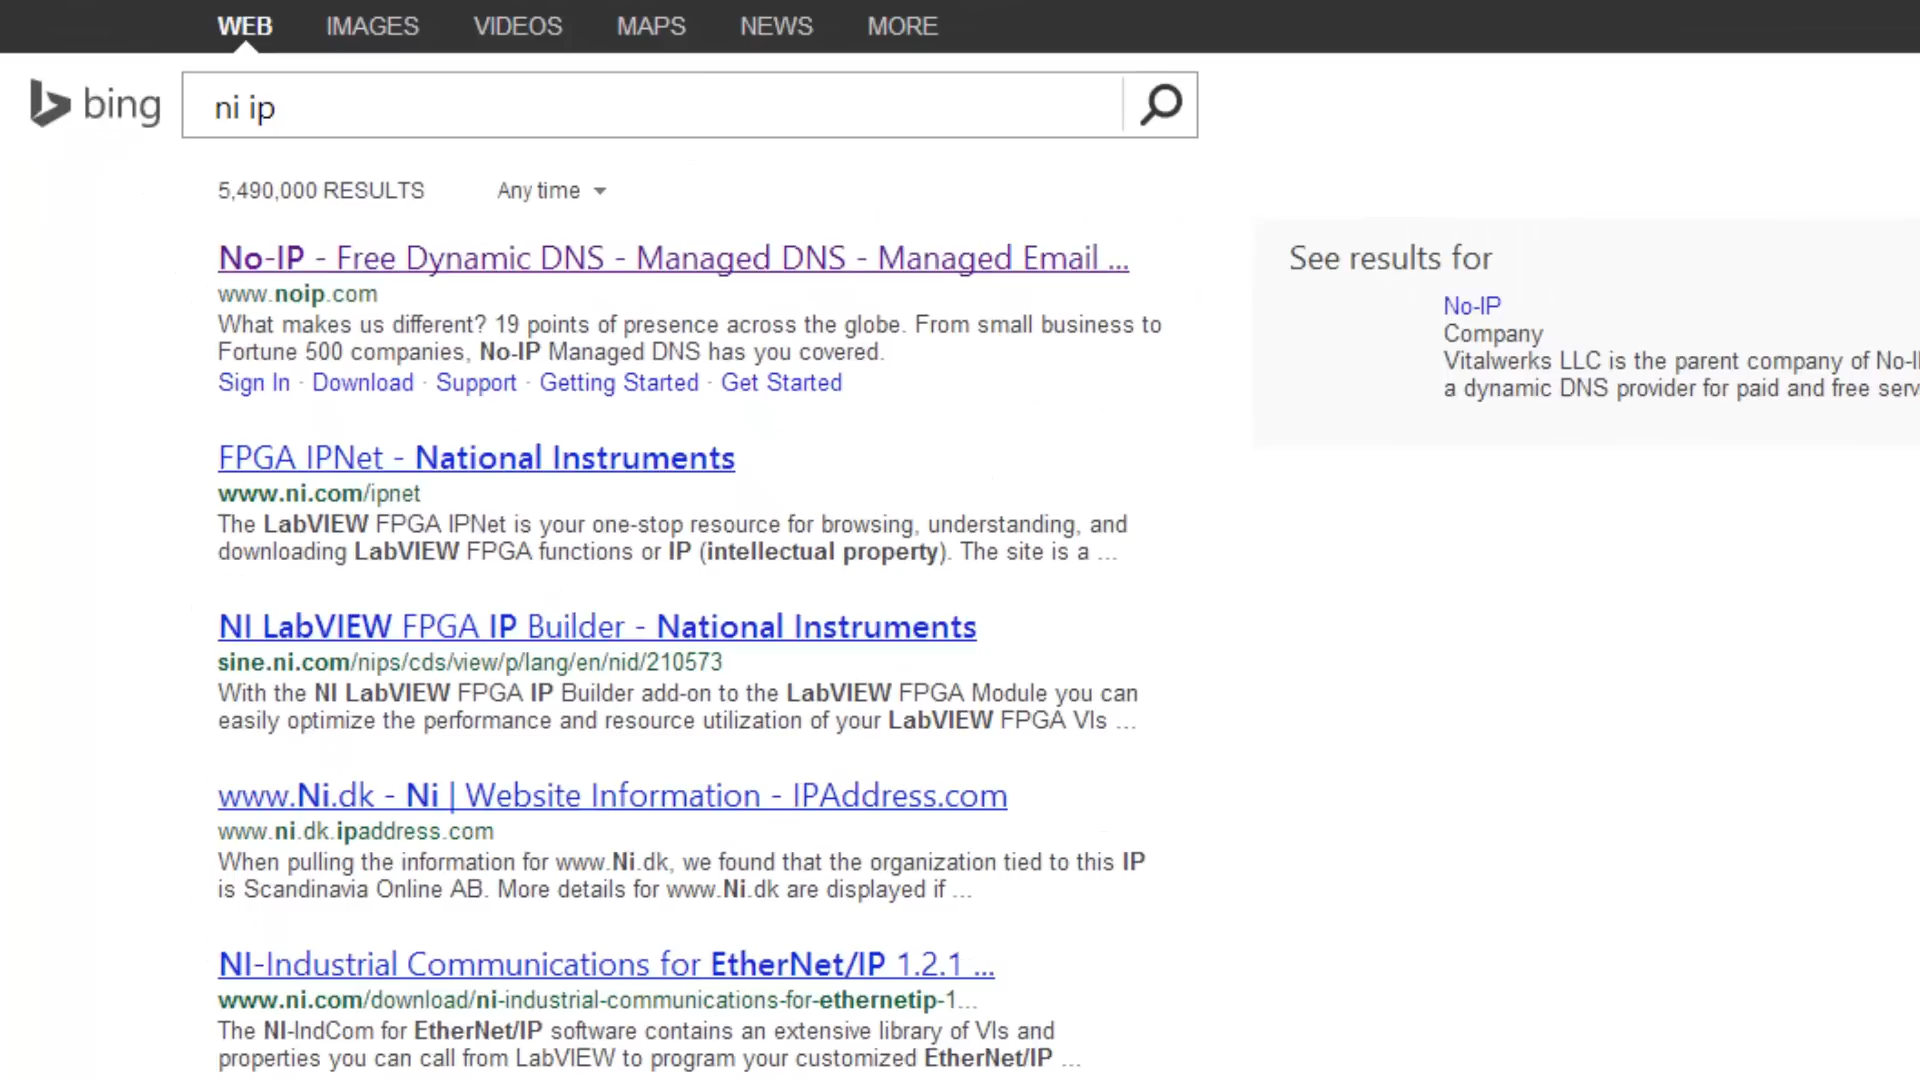 WEB IMAGES VIDEOS MAPS NEWS MORE
bing
ni ip
5,490,000 RESULTS Any time
No-IP - Free Dynamic DNS - Managed DNS - Managed Email ...
www.noip.com
What makes us different? 19 points of presence across the globe. From small business to
Fortune 500 companies, No-IP Managed DNS has you covered.
Sign In · Download · Support · Getting Started · Get Started
See results for
No-IP
Company
Vitalwerks LLC is the parent company of No-I
a dynamic DNS provider for paid and free serv
FPGA IPNet - National Instruments
www.ni.com/ipnet
The LabVIEW FPGA IPNet is your one-stop resource for browsing, understanding, and
downloading LabVIEW FPGA functions or IP (intellectual property). The site is a ...
NI LabVIEW FPGA IP Builder - National Instruments
sine.ni.com/nips/cds/view/p/lang/en/nid/210573
With the NI LabVIEW FPGA IP Builder add-on to the LabVIEW FPGA Module you can
easily optimize the performance and resource utilization of your LabVIEW FPGA VIs ...
www.Ni.dk - Ni | Website Information - IPAddress.com
www.ni.dk.ipaddress.com
When pulling the information for www.Ni.dk, we found that the organization tied to this IP
is Scandinavia Online AB. More details for www.Ni.dk are displayed if ...
NI-Industrial Communications for EtherNet/IP 1.2.1 ...
www.ni.com/download/ni-industrial-communications-for-ethernetip-1...
The NI-IndCom for EtherNet/IP software contains an extensive library of VIs and
properties you can call from LabVIEW to program your customized EtherNet/IP ...